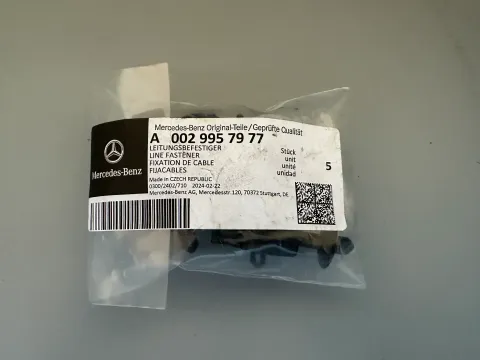 Mercedes-Benz Original-Teile/Geprüfte Qualität
A 002 995 79 77
LEITUNGSBEFESTIGER
LINE FASTENER
FIXATION DE CABLE
FIJACABLES
Stück
unit
unité
unidad
5
Made in CZECH REPUBLIC
0300/2402/710 2024-02-22
Mercedes-Benz AG, Mercedesstr.120, 70372 Stuttgart, DE
Mercedes-Benz